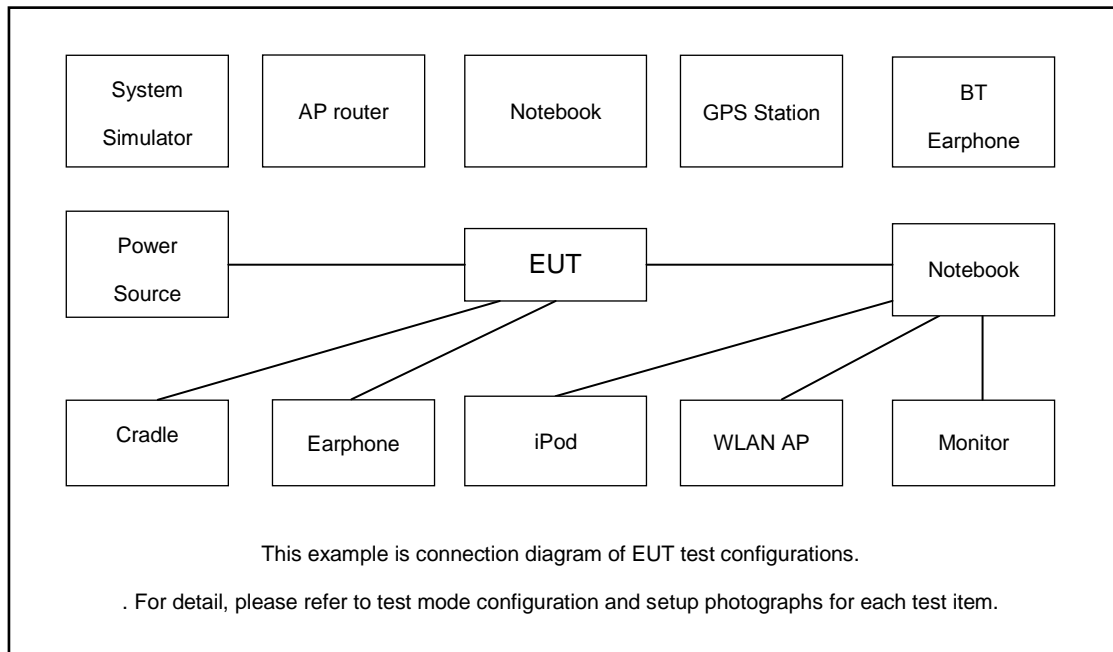 System
Simulator
AP router
Notebook
GPS Station
BT
Earphone
Power
Source
EUT
Notebook
Cradle
Earphone
iPod
WLAN AP
Monitor
This example is connection diagram of EUT test configurations.
. For detail, please refer to test mode configuration and setup photographs for each test item.